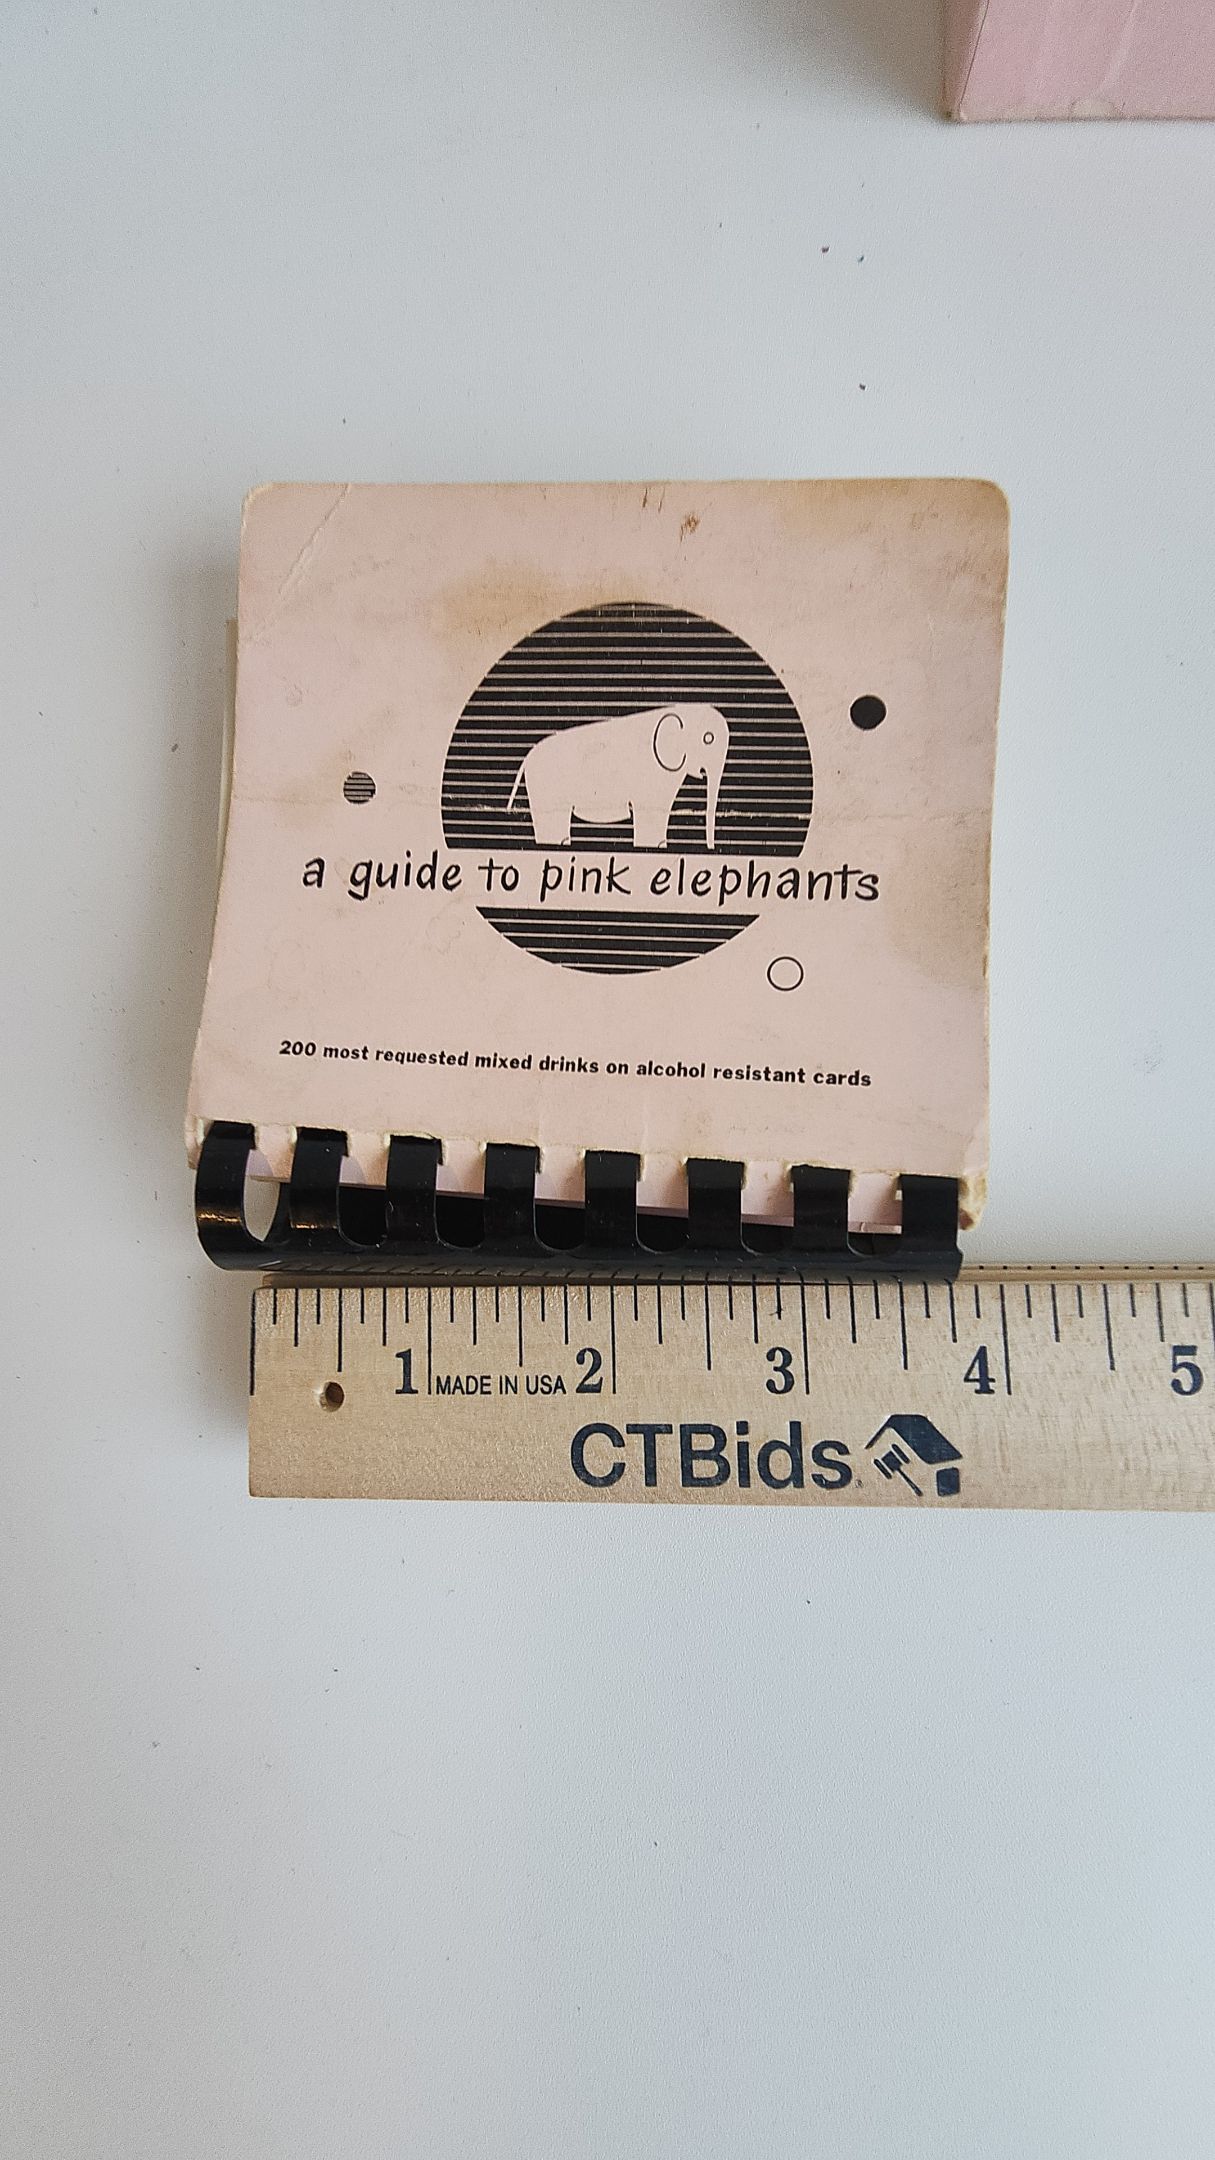 a guide to pink elephants
200 most requested mixed drinks on alcohol resistant cards
1 MADE IN USA 2 3 4 5
CTBids